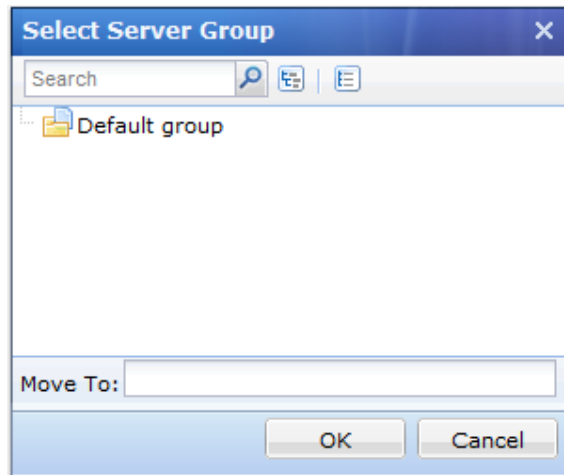 Select Server Group
Search
Default group
Move To:
OK Cancel